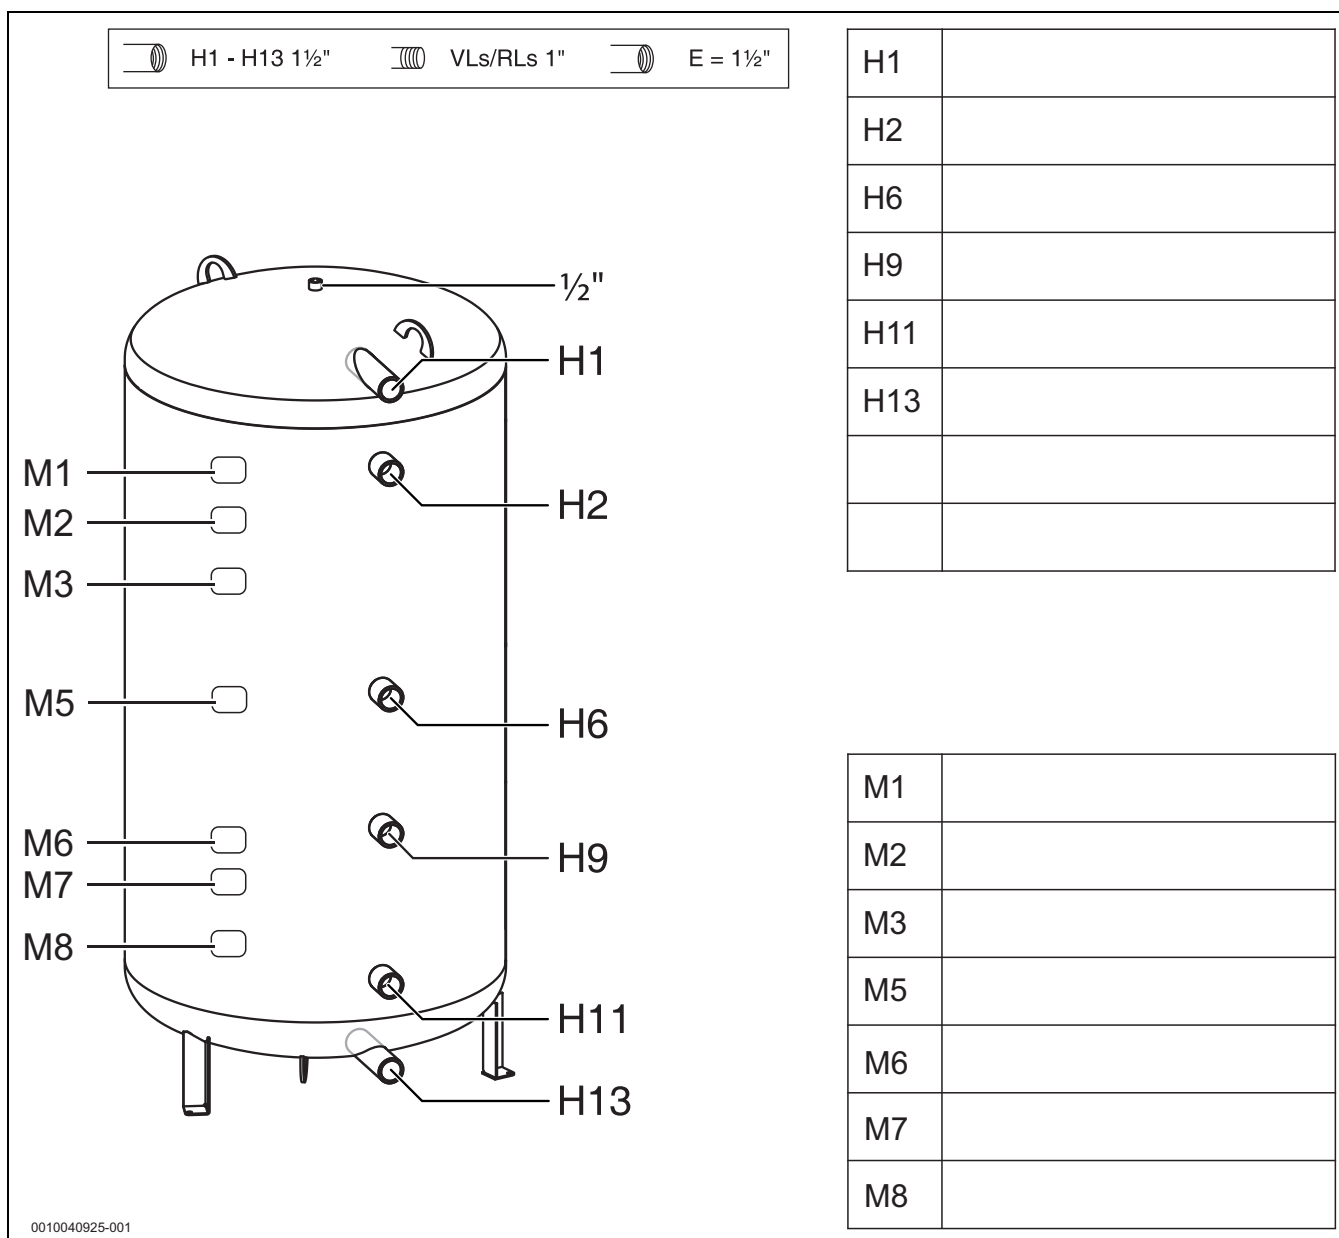 H1 - H13 1½" VLs/RLs 1" E = 1½"
½"
H1
H2
H6
H9
H11
H13
M1
M2
M3
M5
M6
M7
M8
H1
H2
H6
H9
H11
H13
M1
M2
M3
M5
M6
M7
M8
0010040925-001